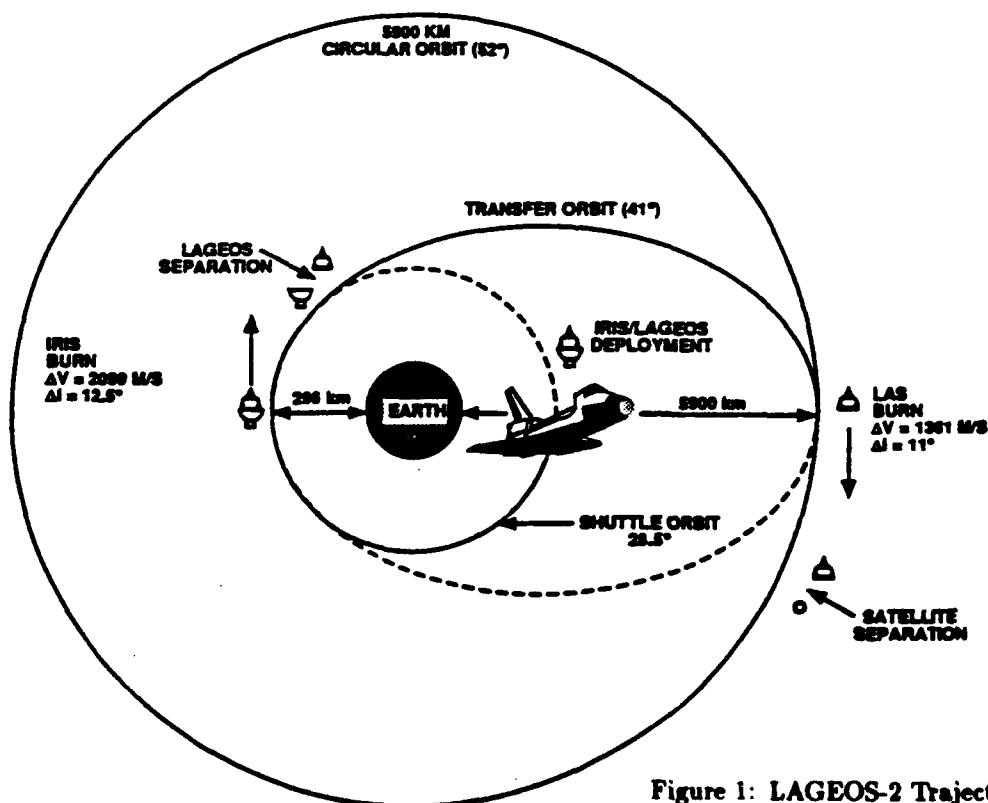 5900 KM
CIRCULAR ORBIT (52°)
TRANSFER ORBIT (41°)
LAGEOS
SEPARATION
IRIS
BURN
ΔV = M/S
ΔI = 12.5°
IRIS/LAGEOS
DEPLOYMENT
km
EARTH
5900 km
LAS
BURN
ΔV = 1361 M/S
ΔI = 11°
SHUTTLE ORBIT
28.5°
SATELLITE
SEPARATION
Figure 1: LAGEOS-2 Traject